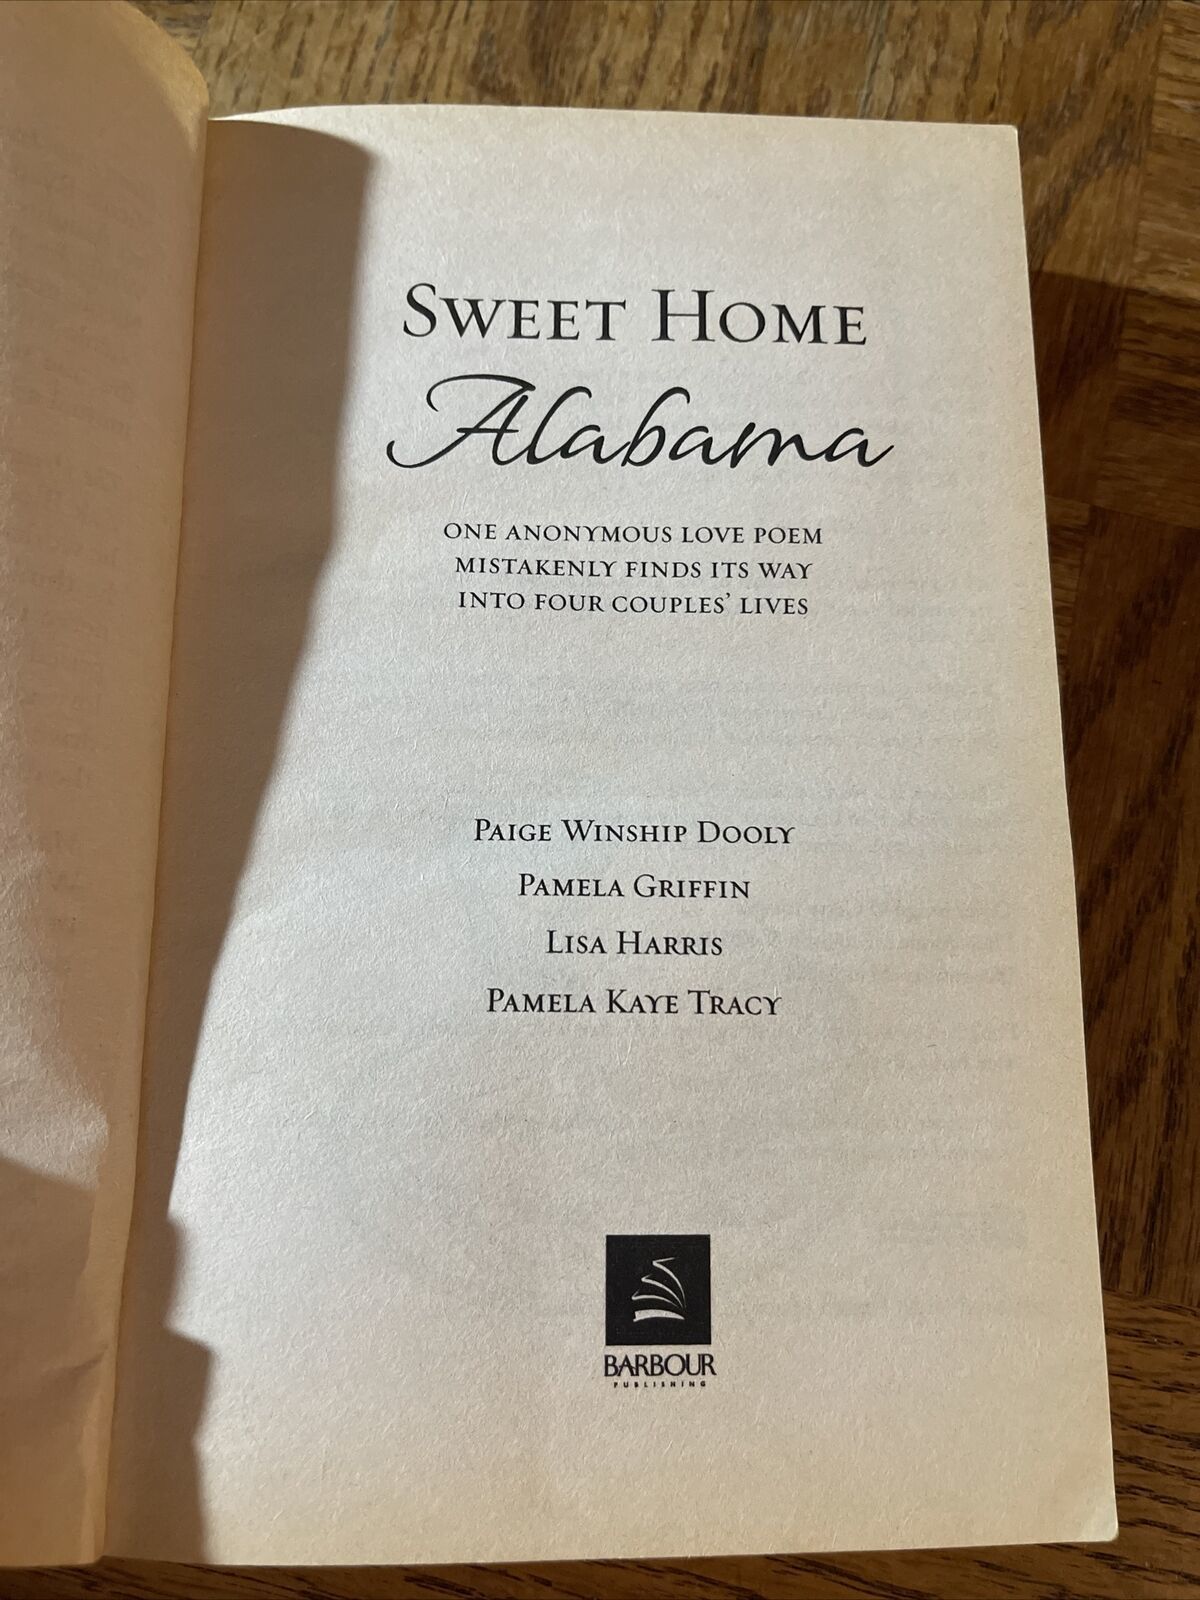 SWEET HOME
Alabama
ONE ANONYMOUS LOVE POEM
MISTAKENLY FINDS ITS WAY
INTO FOUR COUPLES' LIVES
PAIGE WINSHIP DOOLY
PAMELA GRIFFIN
LISA HARRIS
PAMELA KAYE TRACY
BARBOUR
PUBLISHING